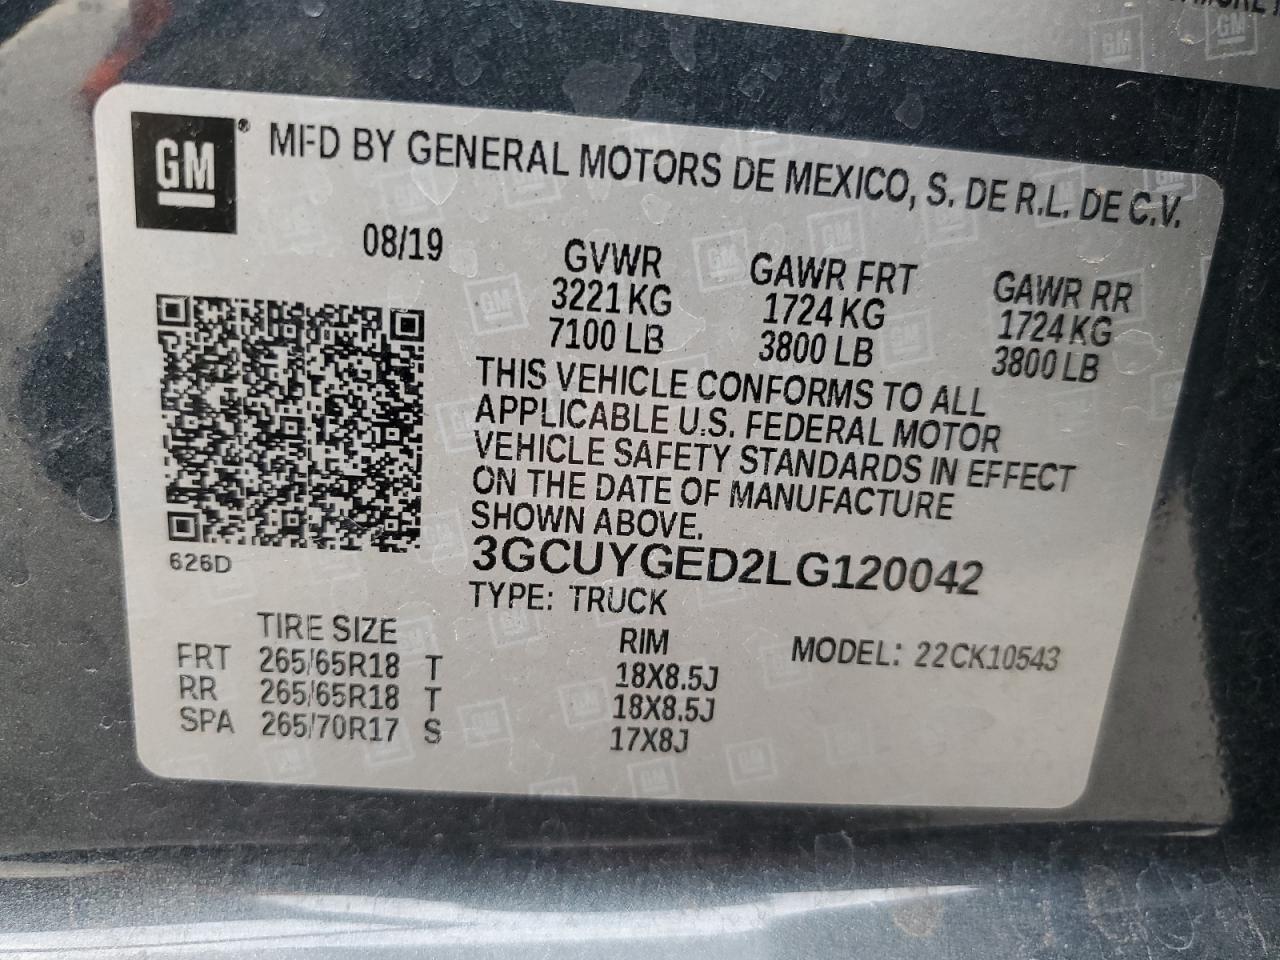 GM ® MFD BY GENERAL MOTORS DE MEXICO, S. DE R.L. DE C.V.
08/19 GVWR GAWR FRT GAWR RR
3221 KG 1724 KG 1724 KG
7100 LB 3800 LB 3800 LB
THIS VEHICLE CONFORMS TO ALL
APPLICABLE U.S. FEDERAL MOTOR
VEHICLE SAFETY STANDARDS IN EFFECT
ON THE DATE OF MANUFACTURE
SHOWN ABOVE.
626D 3GCUYGED2LG120042
TYPE: TRUCK
TIRE SIZE RIM MODEL: 22CK10543
FRT 265/65R18 T 18X8.5J
RR 265/65R18 T 18X8.5J
SPA 265/70R17 S 17X8J